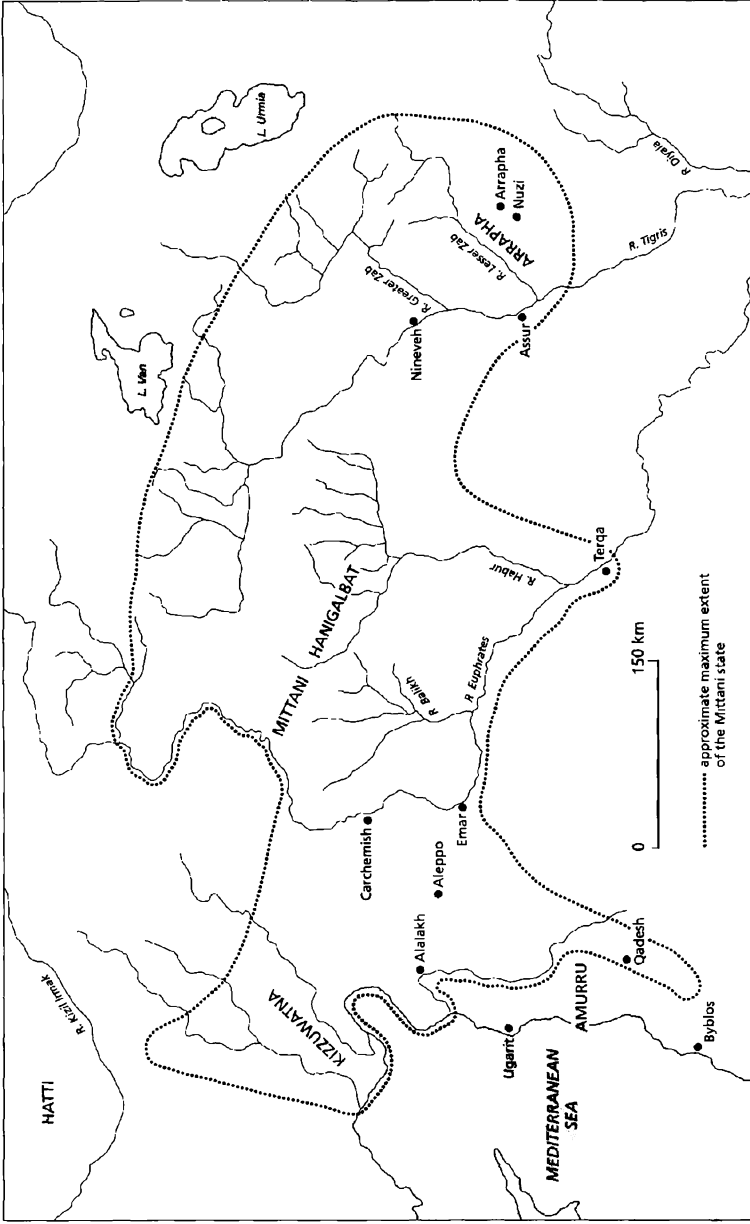 HATTI
R. Kizil Irmak
L. Van
L. Urmia
KIZZUWATNA
MITTANI HANIGALBAT
Carchemish
Aleppo
Alalakh
Emar
R. Balikh
R. Euphrates
R. Habur
Nineveh
R. Greater Zab
R. Lesser Zab
ARRAPHA
Arrapha
Nuzi
Assur
R. Tigris
R. Diyala
Terqa
Ugarit
AMURRU
Qadesh
Byblos
MEDITERRANEAN
SEA
0 150 km
approximate maximum extent
of the Mittani state